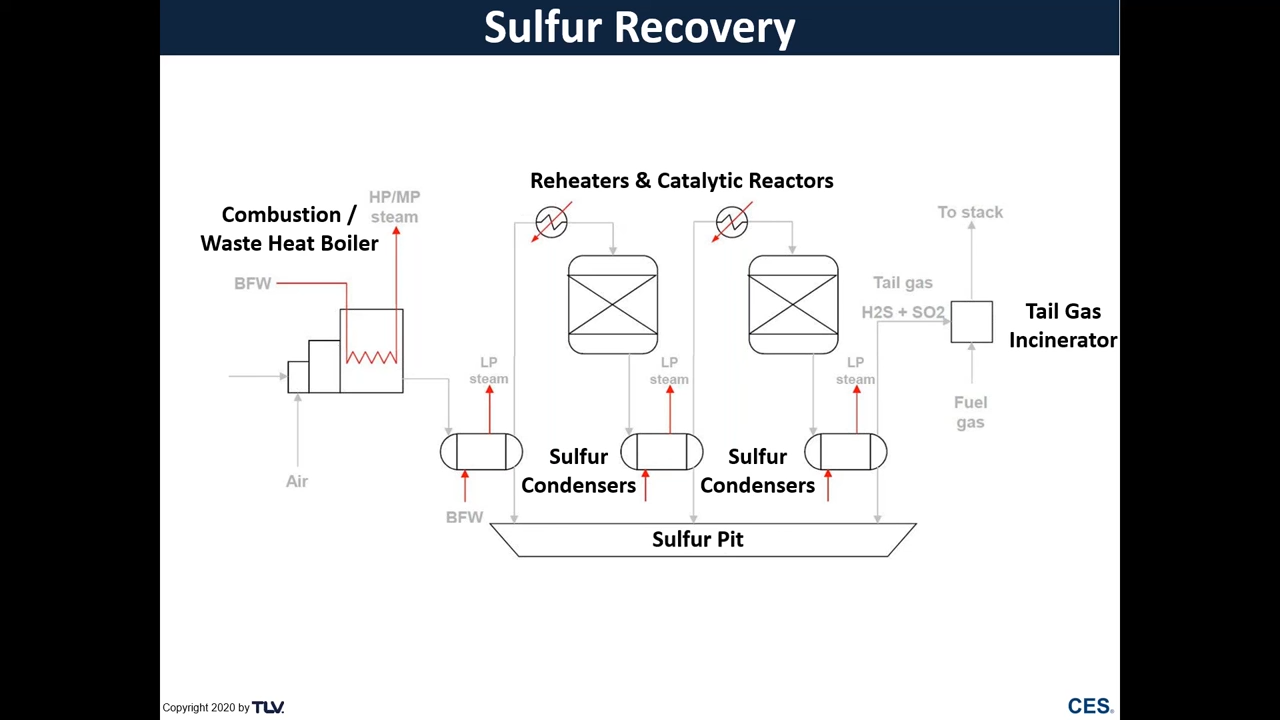 Sulfur Recovery
Reheaters & Catalytic Reactors
HP/MP
steam
Combustion /
Waste Heat Boiler
BFW
To stack
Tail gas
H2S + SO2
Tail Gas
Incinerator
LP
steam
LP
steam
LP
steam
Fuel
gas
Air
Sulfur
Condensers
Sulfur
Condensers
BFW
Sulfur Pit
Copyright 2020 by TLV.
CES®